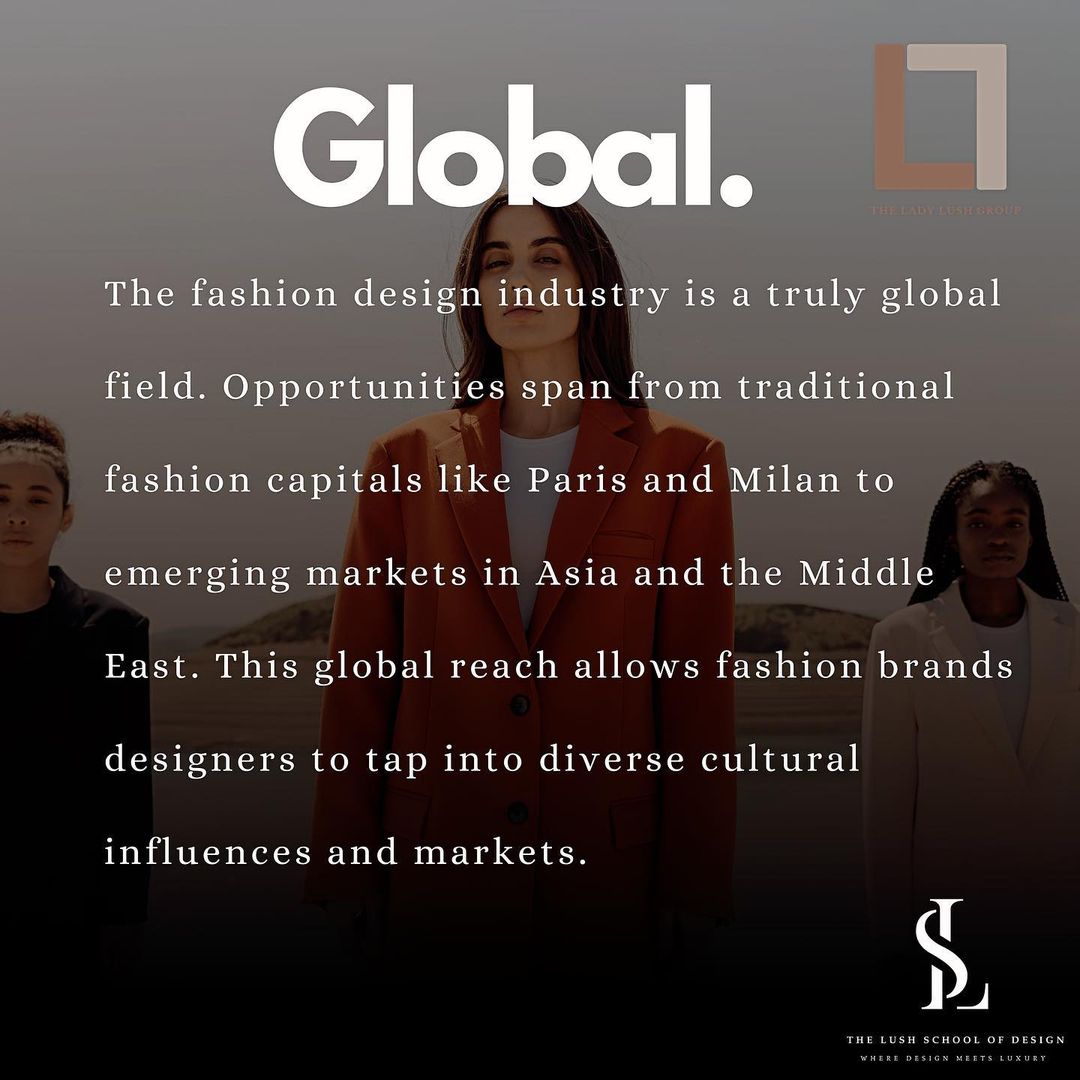 Global.
THE LADY LUSH GROUP
The fashion design industry is a truly global
field. Opportunities span from traditional
fashion capitals like Paris and Milan to
emerging markets in Asia and the Middle
East. This global reach allows fashion brands
designers to tap into diverse cultural
influences and markets.
SL
THE LUSH SCHOOL OF DESIGN
WHERE DESIGN MEETS LUXURY